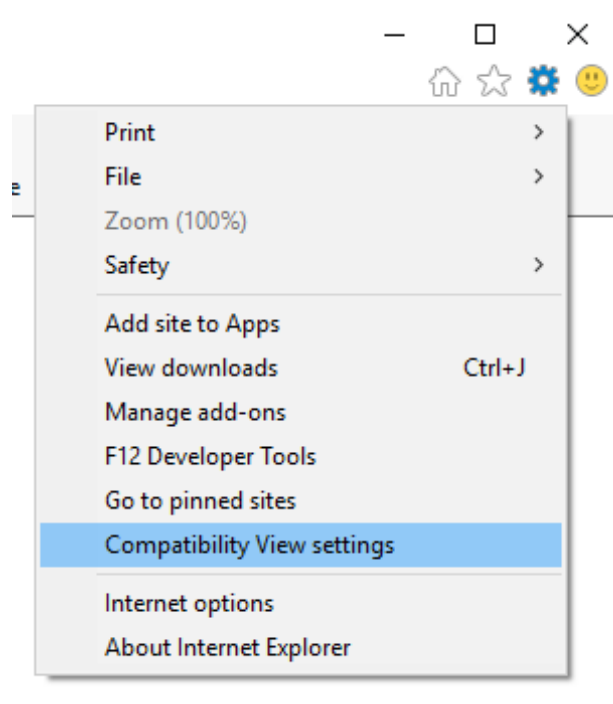 Print
File
Zoom (100%)
Safety
Add site to Apps
View downloads Ctrl+J
Manage add-ons
F12 Developer Tools
Go to pinned sites
Compatibility View settings
Internet options
About Internet Explorer